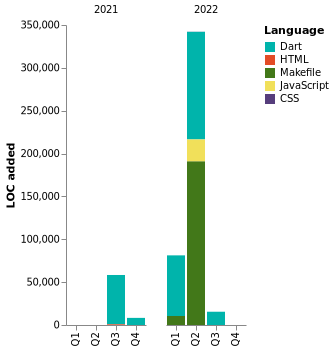 2021 2022
Language
Dart
HTML
Makefile
JavaScript
CSS
LOC added
350,000
300,000
250,000
200,000
150,000
100,000
50,000
0
Q1 Q2 Q3 Q4 Q1 Q2 Q3 Q4